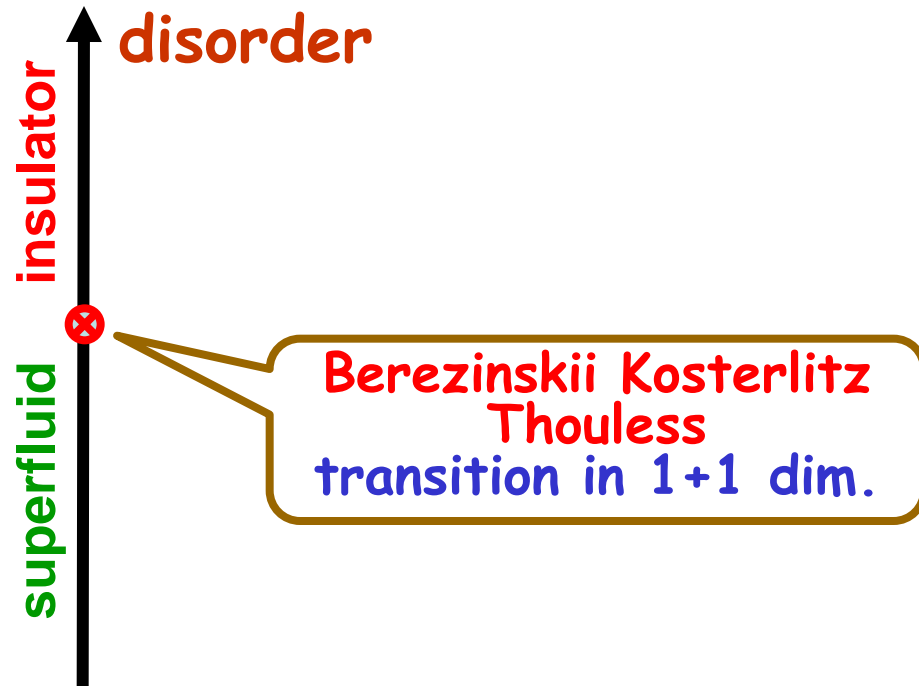 disorder
insulator
superfluid
Berezinskii Kosterlitz
Thouless
transition in 1+1 dim.